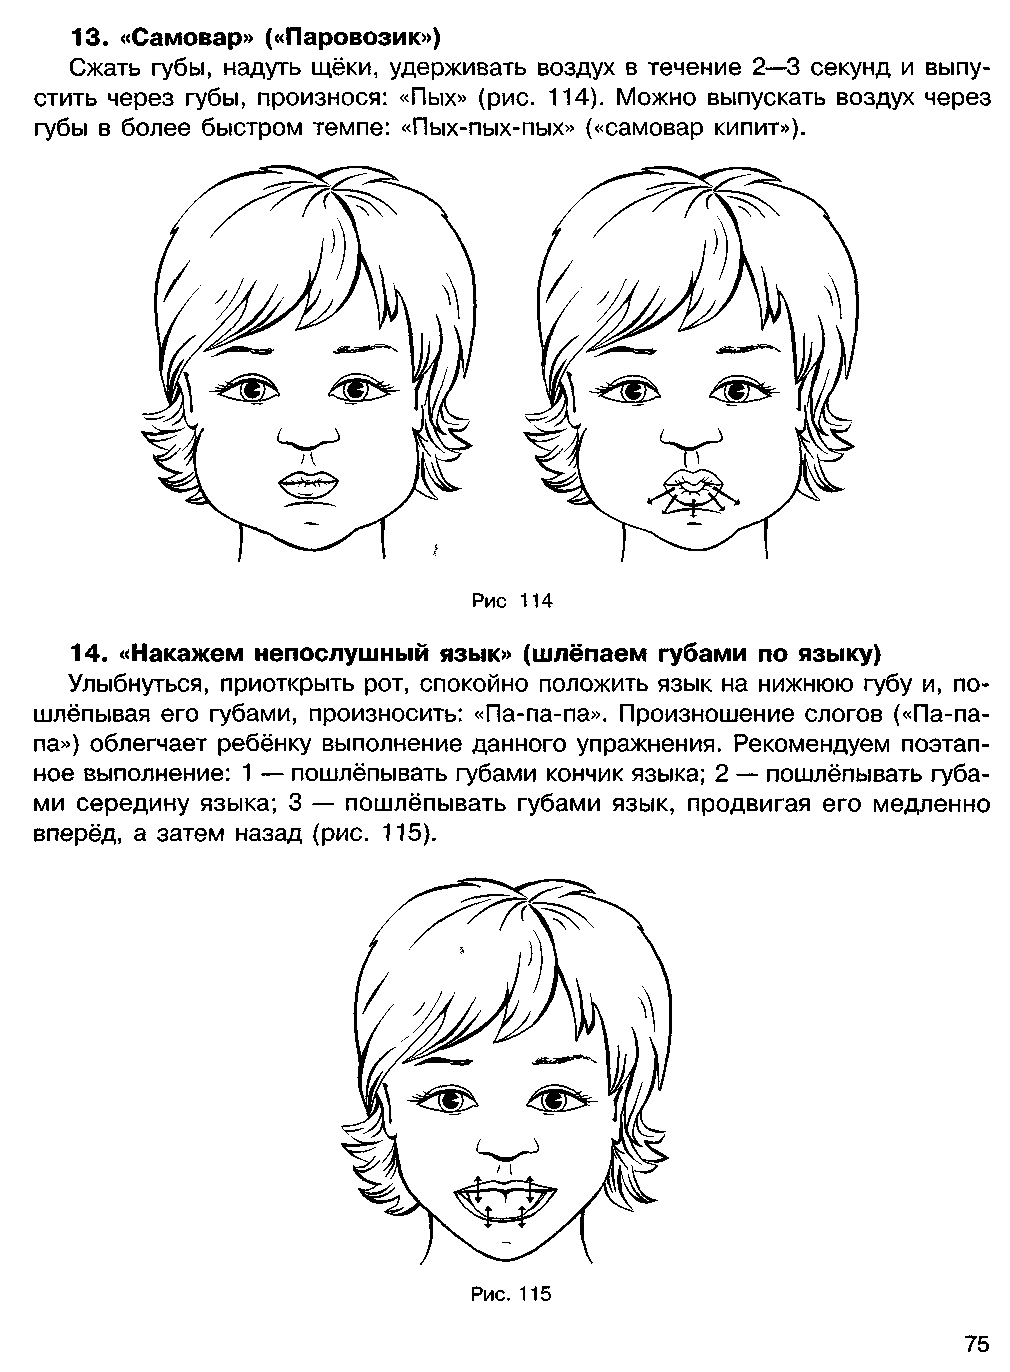 13. «Самовар» («Паровозик»)
Сжать губы, надуть щёки, удерживать воздух в течение 2—3 секунд и выпу-
стить через губы, произнося: «Пых» (рис. 114). Можно выпускать воздух через
губы в более быстром темпе: «Пых-пых-пых» («самовар кипит»).
Рис 114
14. «Накажем непослушный язык» (шлёпаем губами по языку)
Улыбнуться, приоткрыть рот, спокойно положить язык на нижнюю губу и, по-
шлёпывая его губами, произносить: «Па-па-па». Произношение слогов («Па-па-
па») облегчает ребёнку выполнение данного упражнения. Рекомендуем поэтап-
ное выполнение: 1 — пошлёпывать губами кончик языка; 2 — пошлёпывать губа-
ми середину языка; 3 — пошлёпывать губами язык, продвигая его медленно
вперёд, а затем назад (рис. 115).
Рис. 115
75